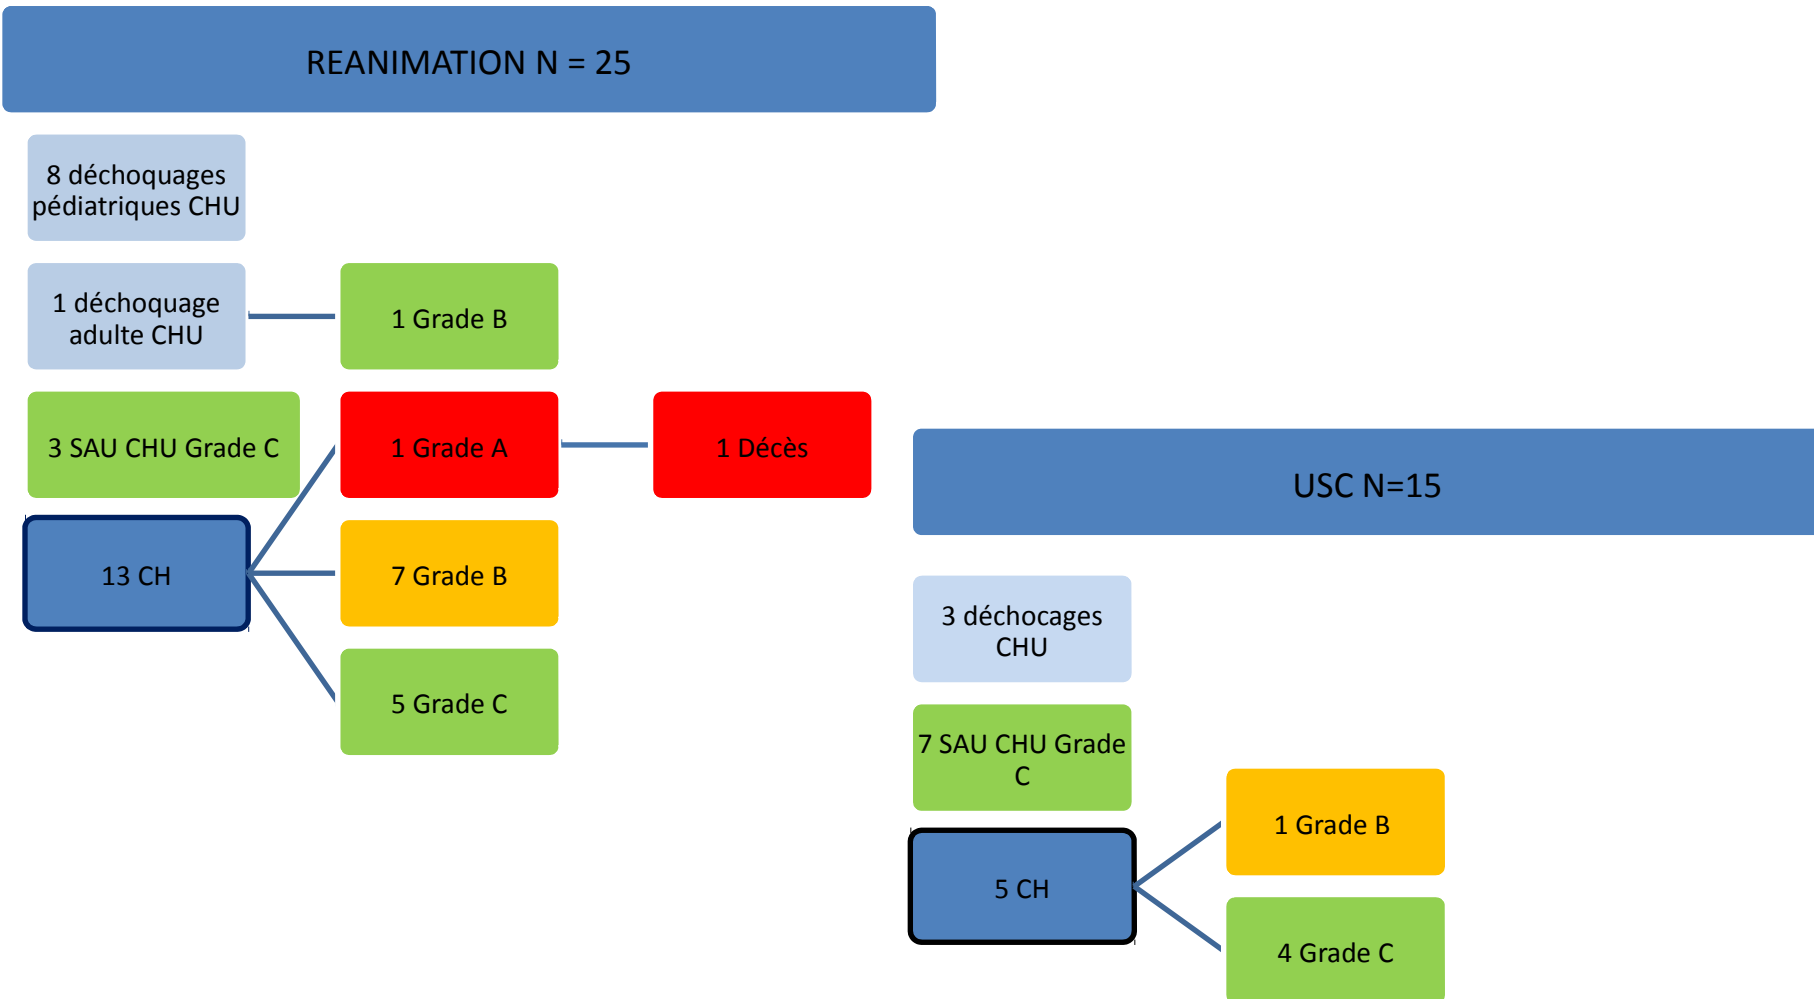 REANIMATION N = 25
8 déchoquages
pédiatriques CHU
1 déchoquage
adulte CHU
1 Grade B
3 SAU CHU Grade C
1 Grade A
1 Décès
13 CH
7 Grade B
5 Grade C
USC N=15
3 déchocages
CHU
7 SAU CHU Grade
C
5 CH
1 Grade B
4 Grade C